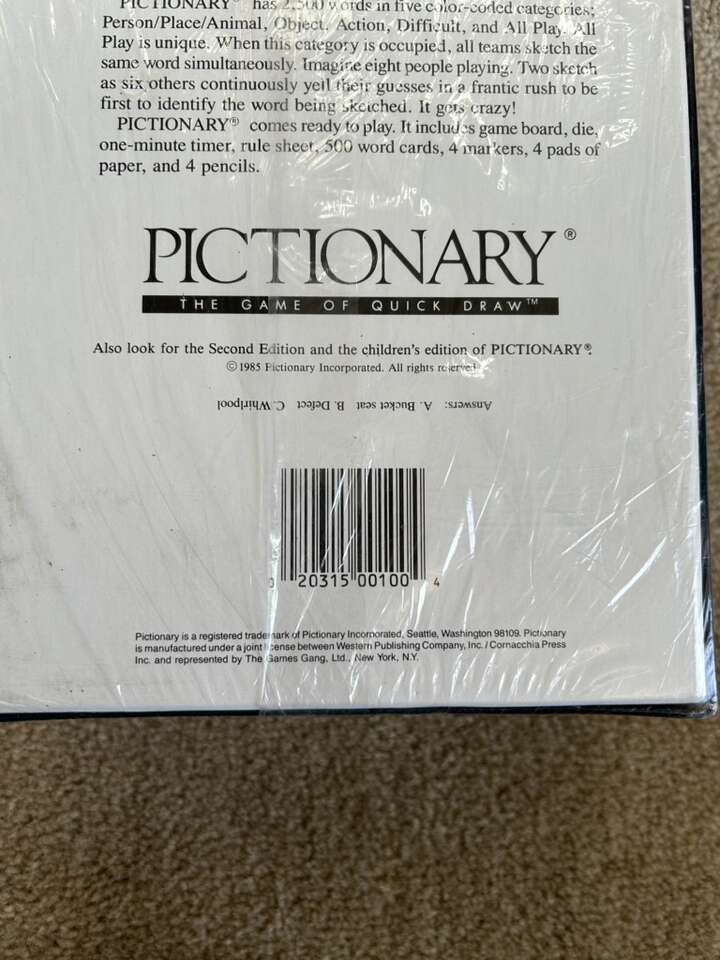 PICTIONARY® has 2,500 words in five color-coded categories;
Person/Place/Animal, Object, Action, Difficult, and All Play. All
Play is unique. When this category is occupied, all teams sketch the
same word simultaneously. Imagine eight people playing. Two sketch
as six others continuously yell their guesses in a frantic rush to be
first to identify the word being sketched. It gets crazy!
PICTIONARY® comes ready to play. It includes game board, die,
one-minute timer, rule sheet, 500 word cards, 4 markers, 4 pads of
paper, and 4 pencils.
PICTIONARY®
THE GAME OF QUICK DRAW™
Also look for the Second Edition and the children's edition of PICTIONARY®.
©1985 Pictionary Incorporated. All rights reserved.
Answers: A. Bucket seat B. Defect C. Whirlpool
0 20315 00100 4
Pictionary is a registered trademark of Pictionary Incorporated, Seattle, Washington 98109. Pictionary
is manufactured under a joint license between Western Publishing Company, Inc. / Cornacchia Press
Inc. and represented by The Games Gang, Ltd., New York, N.Y.